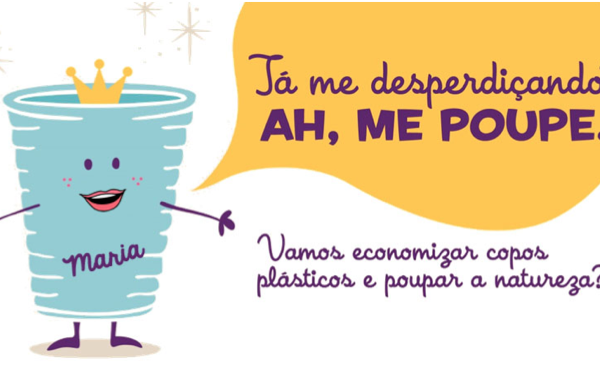 Tá me desperdiçando?
AH, ME POUPE.
Maria
Vamos economizar copos
plásticos e poupar a natureza?